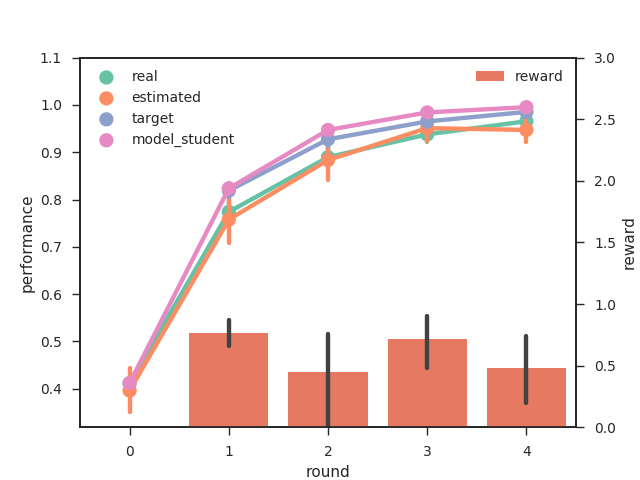 1.1
1.0
0.9
0.8
0.7
0.6
0.5
0.4
performance
real
estimated
target
model_student
reward
3.0
2.5
2.0
1.5
1.0
0.5
0.0
reward
0 1 2 3 4
round